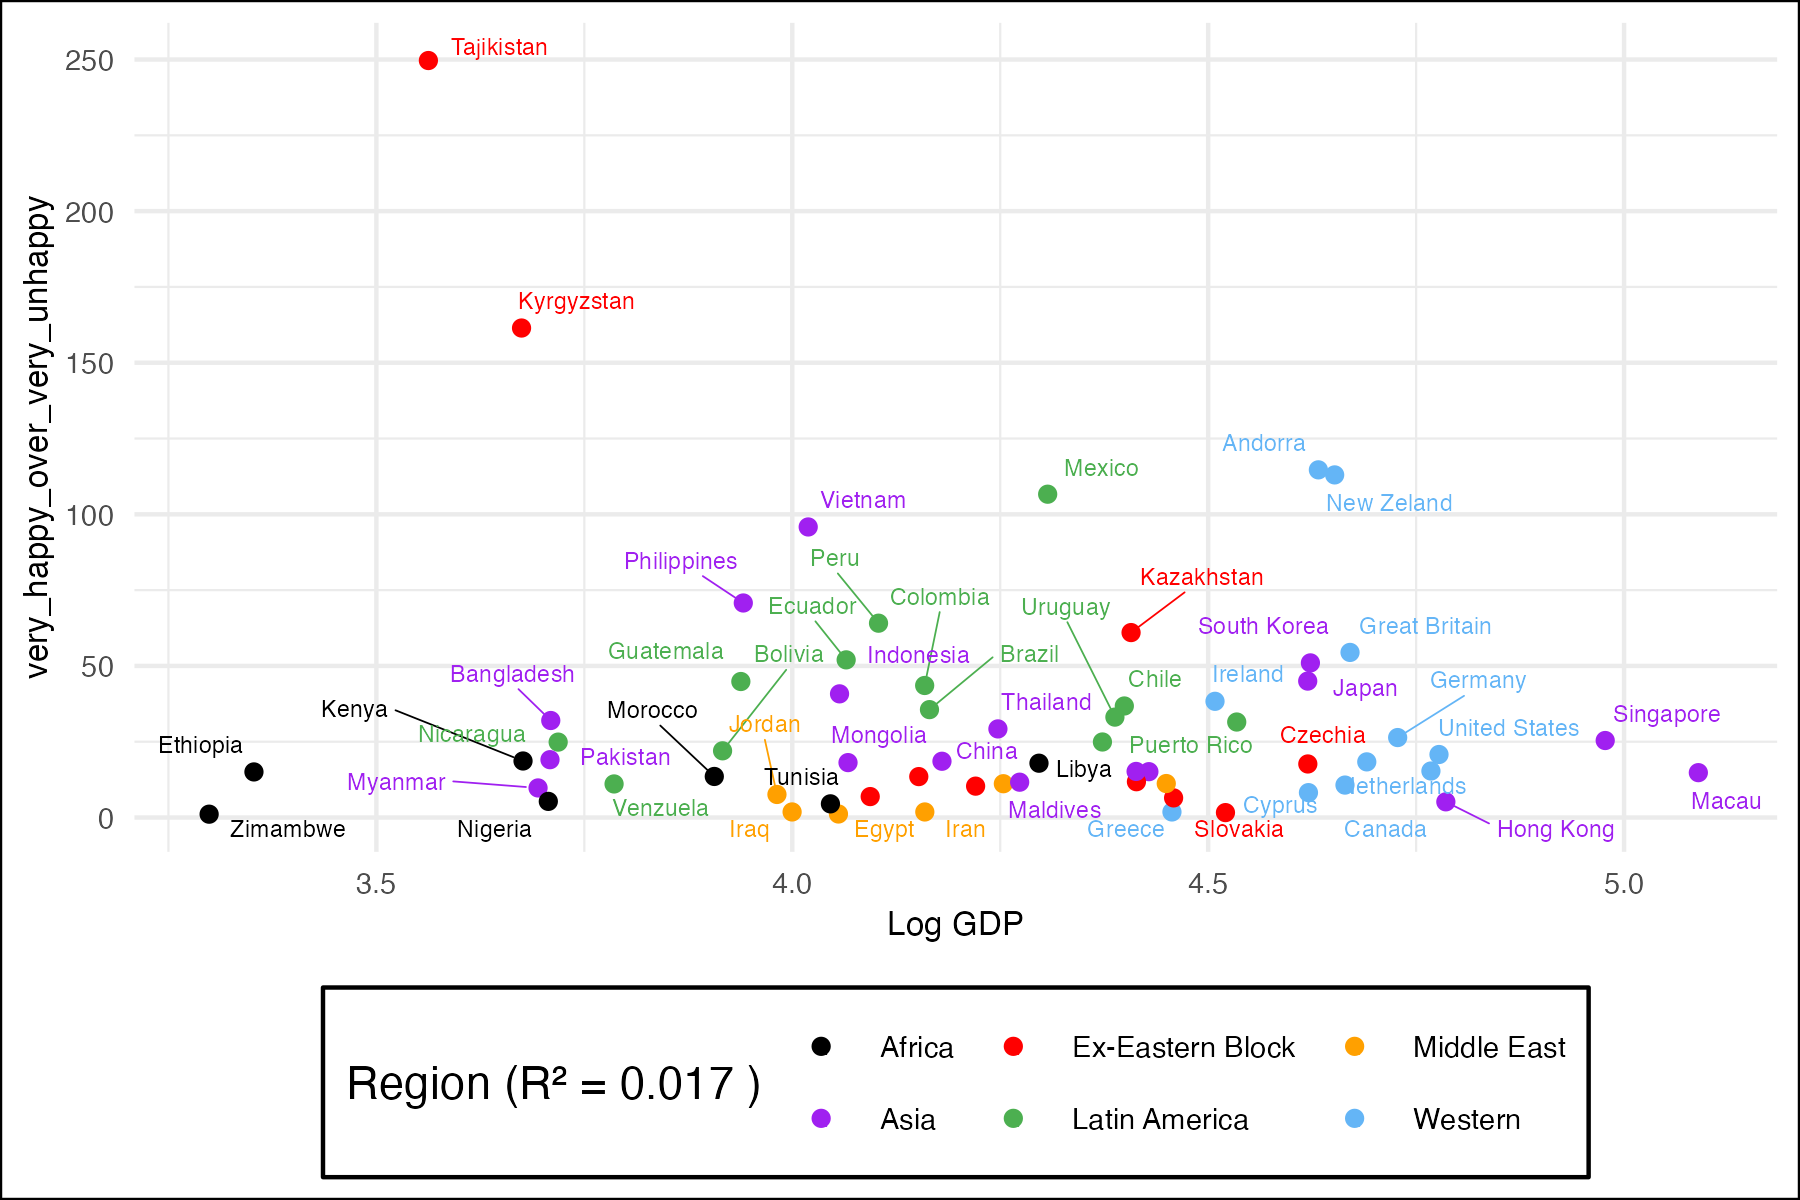 very_happy_over_very_unhappy
250
200
150
100
50
0
Tajikistan
Kyrgyzstan
Andorra
Mexico
New Zeland
Vietnam
Philippines
Peru
Kazakhstan
Colombia
Ecuador
Uruguay
South Korea
Great Britain
Guatemala
Bolivia
Indonesia
Brazil
Bangladesh
Ireland
Chile
Germany
Japan
Thailand
Kenya
Morocco
Singapore
Jordan
United States
Nicaragua
Mongolia
Czechia
Ethiopia
Puerto Rico
China
Pakistan
Libya
Tunisia
Myanmar
Netherlands
Macau
Cyprus
Venzuela
Maldives
Zimambwe
Nigeria
Iraq
Egypt
Iran
Greece
Slovakia
Canada
Hong Kong
3.5
4.0
4.5
5.0
Log GDP
Region (R² = 0.017 )
Africa
Ex-Eastern Block
Middle East
Asia
Latin America
Western